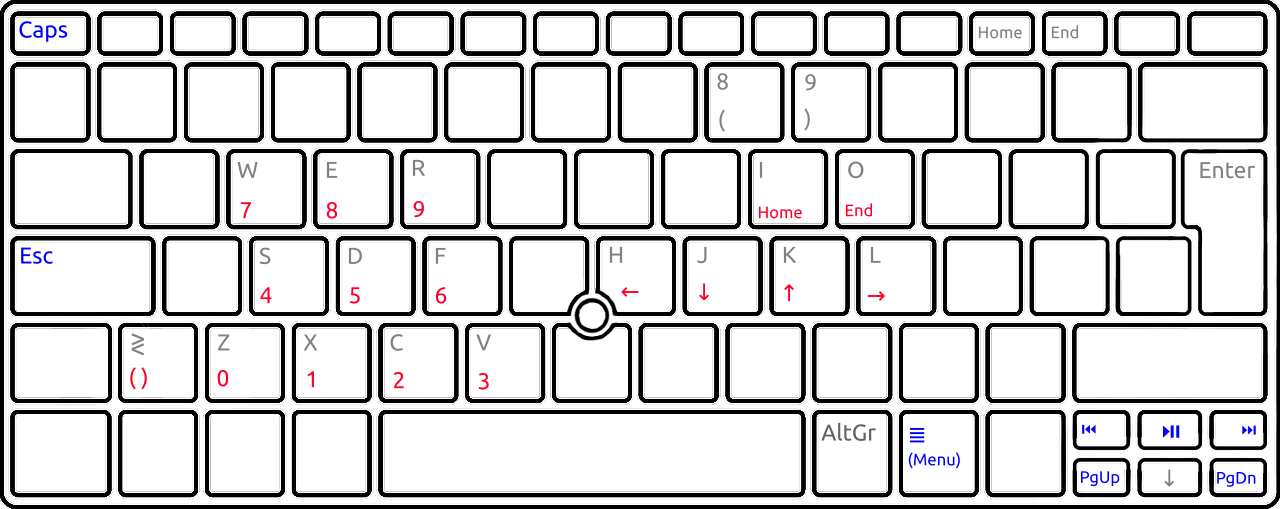 Caps Home End
8 9
( )
W E R I O Enter
7 8 9 Home End
Esc S D F H J K L
4 5 6 ← ↓ ↑ →
≷ Z X C V
() 0 1 2 3
AltGr ≣ ⏮ ⏯ ⏭
(Menu) PgUp ↓ PgDn